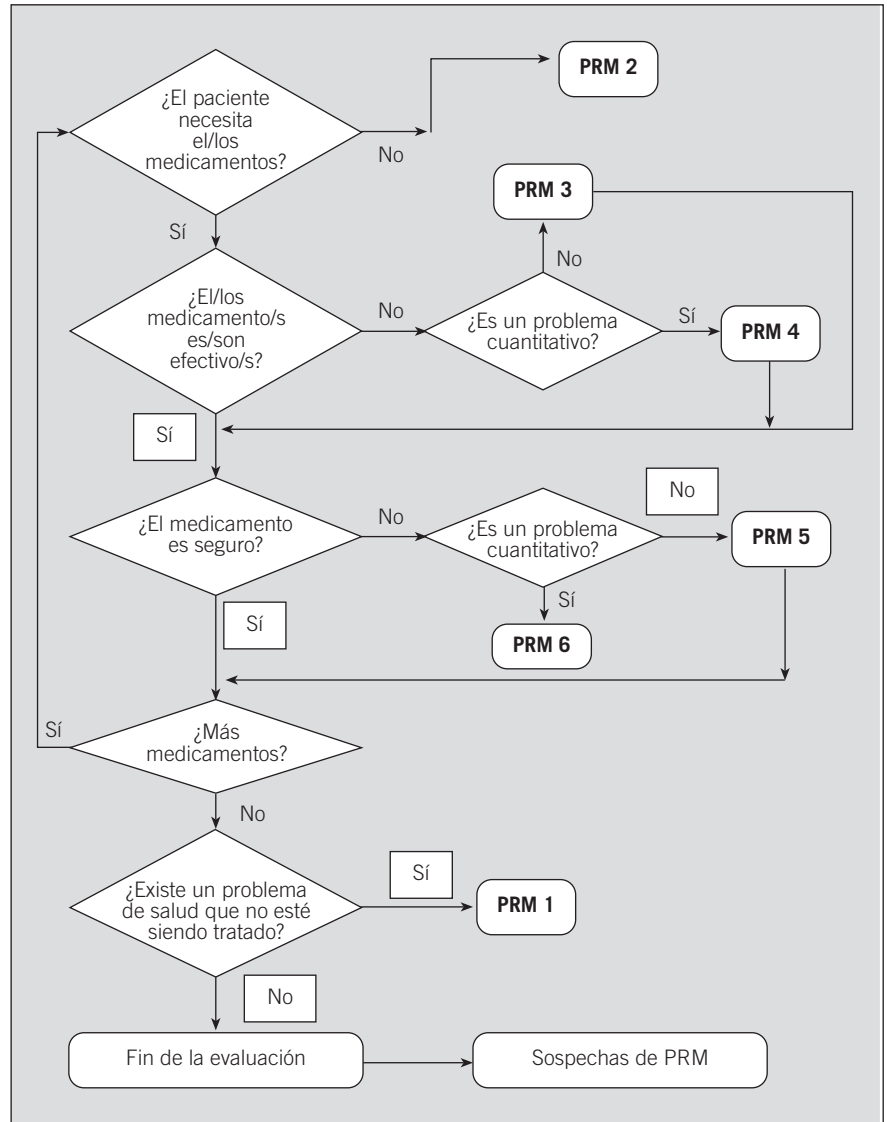 ¿El paciente
necesita
el/los
medicamentos?
No
PRM 2
Sí
PRM 3
No
¿El/los
medicamento/s
es/son
efectivo/s?
No
¿Es un problema
cuantitativo?
Sí
PRM 4
Sí
No
¿El medicamento
es seguro?
No
¿Es un problema
cuantitativo?
PRM 5
Sí
Sí
PRM 6
Sí
¿Más
medicamentos?
No
¿Existe un problema
de salud que no esté
siendo tratado?
Sí
PRM 1
No
Fin de la evaluación
Sospechas de PRM